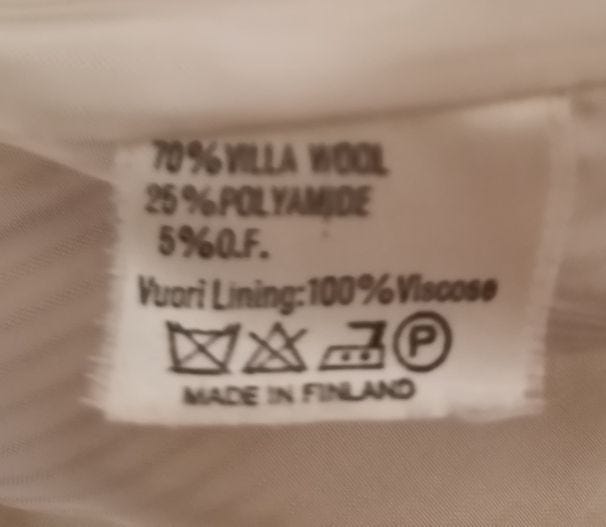 70% VILLA WOOL
25% POLYAMIDE
5% O.F.
Vuori Lining: 100% Viscose
P
MADE IN FINLAND